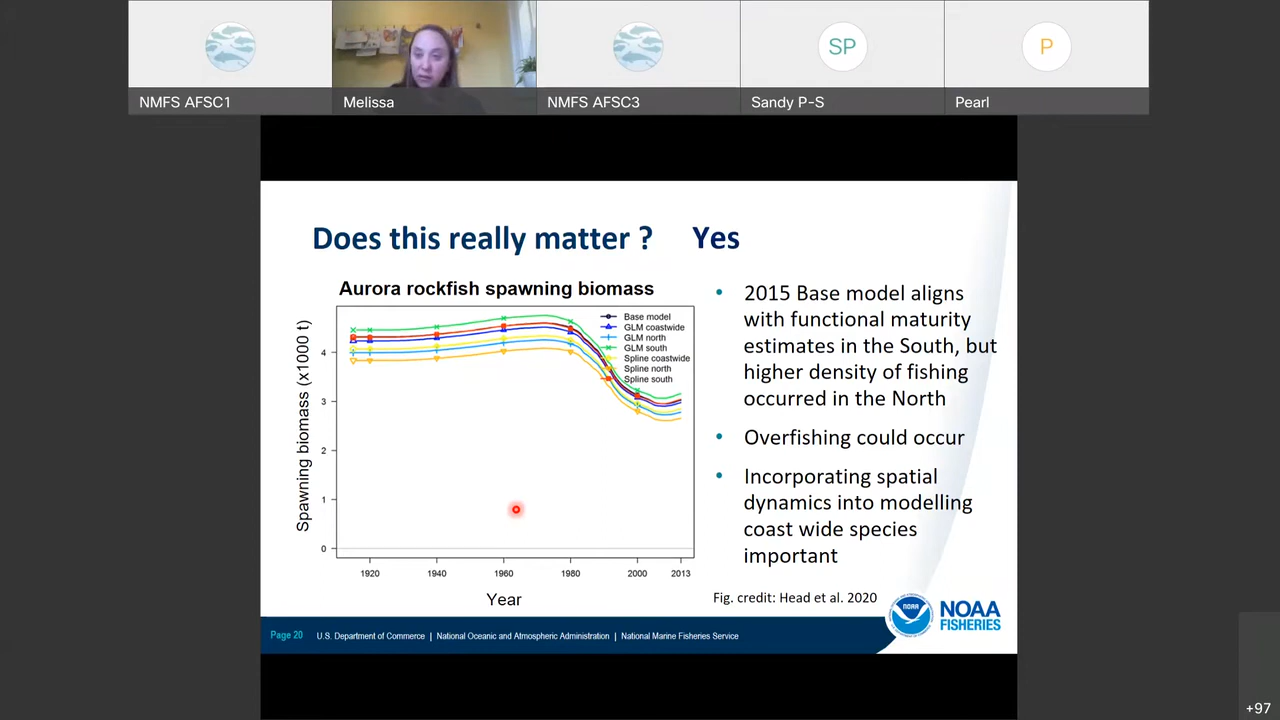 SP
P
NMFS AFSC1
Melissa
NMFS AFSC3
Sandy P-S
Pearl
Does this really matter ? Yes
Aurora rockfish spawning biomass
Base model
GLM coastwide
GLM north
GLM south
Spline coastwide
Spline north
Spline south
Spawning biomass (x1000 t)
4
3
2
1
0
1920
1940
1960
1980
2000
2013
Year
• 2015 Base model aligns
with functional maturity
estimates in the South, but
higher density of fishing
occurred in the North
• Overfishing could occur
• Incorporating spatial
dynamics into modelling
coast wide species
important
Fig. credit: Head et al. 2020
NOAA
NOAA
FISHERIES
Page 20 U.S. Department of Commerce | National Oceanic and Atmospheric Administration | National Marine Fisheries Service
+97